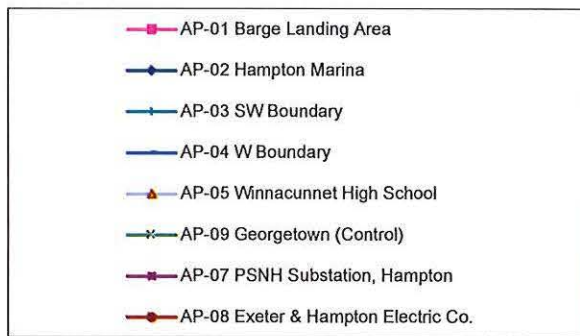 AP-01 Barge Landing Area
AP-02 Hampton Marina
AP-03 SW Boundary
AP-04 W Boundary
AP-05 Winnacunnet High School
AP-09 Georgetown (Control)
AP-07 PSNH Substation, Hampton
AP-08 Exeter & Hampton Electric Co.